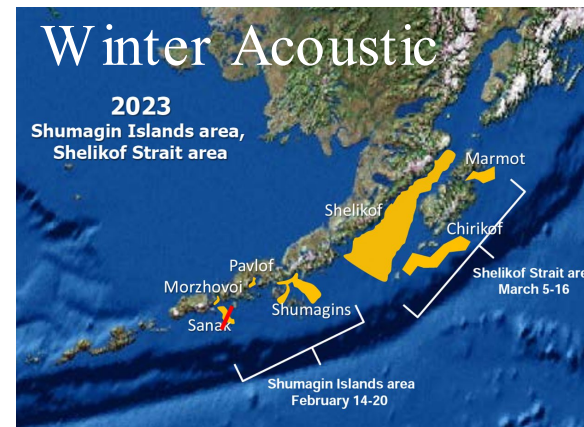 Winter Acoustic
2023
Shumagin Islands area,
Shelikof Strait area
Marmot
Shelikof
Chirikof
Pavlof
Shelikof Strait are
March 5-16
Morzhovoi
Shumagins
Sanak
Shumagin Islands area
February 14-20